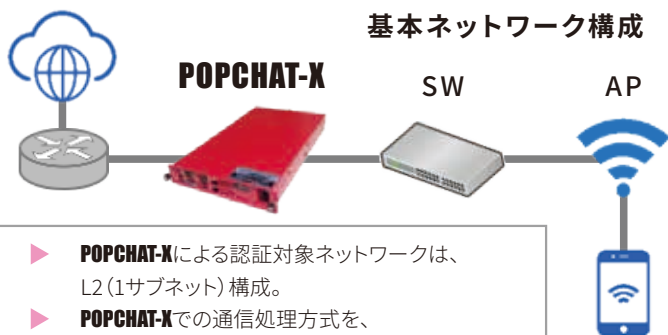 基本ネットワーク構成
POPCHAT-X
SW
AP
▶ POPCHAT-Xによる認証対象ネットワークは、
L2(1サブネット)構成。
▶ POPCHAT-Xでの通信処理方式を、